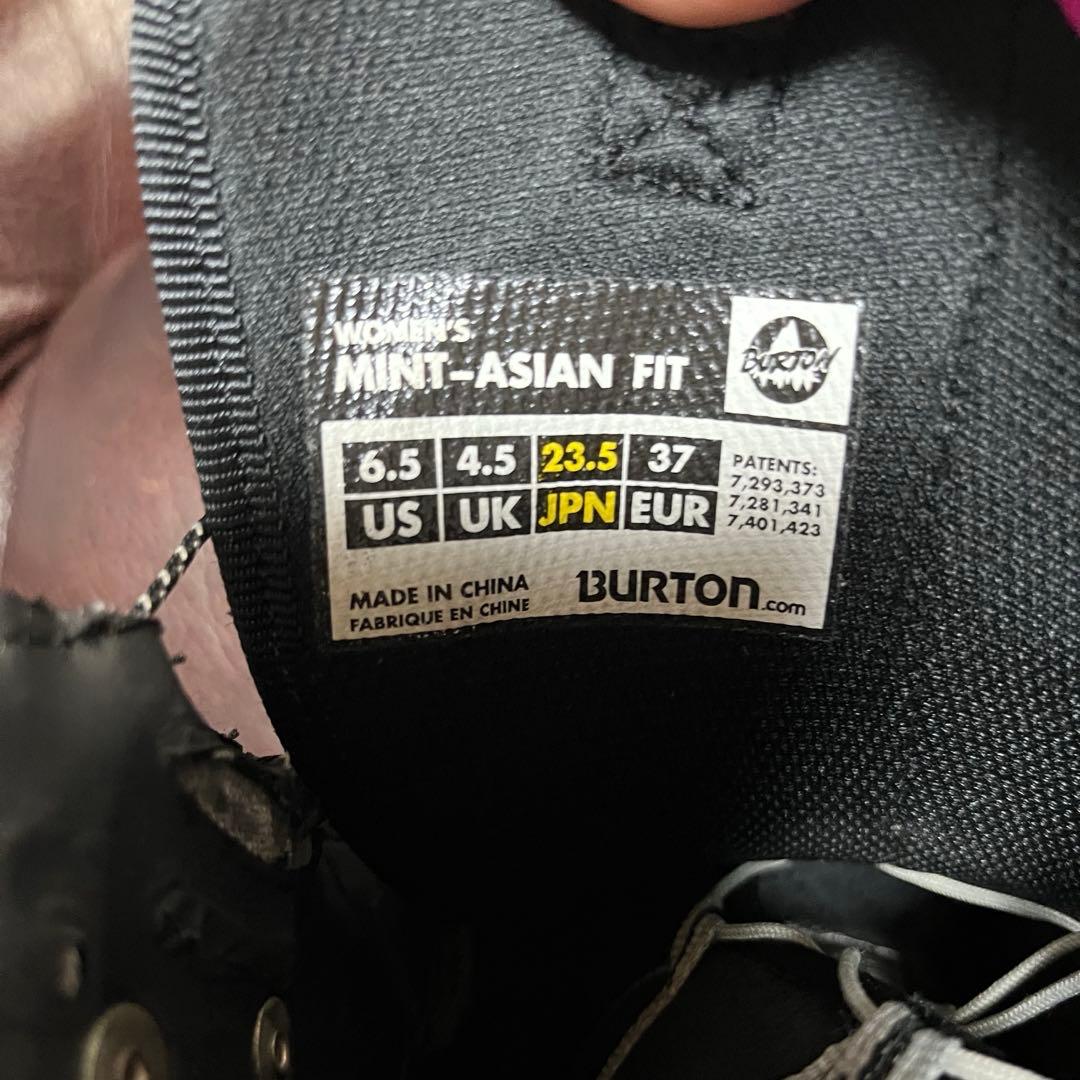 WOMEN'S
MINT-ASIAN FIT
BURTON
6.5 4.5 23.5 37
US UK JPN EUR
PATENTS:
7,293,373
7,281,341
7,401,423
MADE IN CHINA
FABRIQUE EN CHINE
BURTON.com